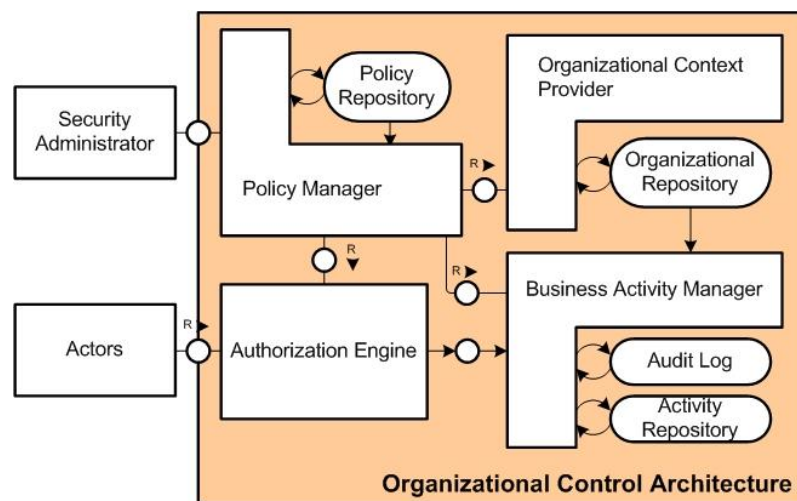 Policy
Repository
Organizational Context
Provider
Security
Administrator
Organizational
Repository
R
Policy Manager
R
R
Business Activity Manager
R
Actors
Authorization Engine
Audit Log
Activity
Repository
Organizational Control Architecture